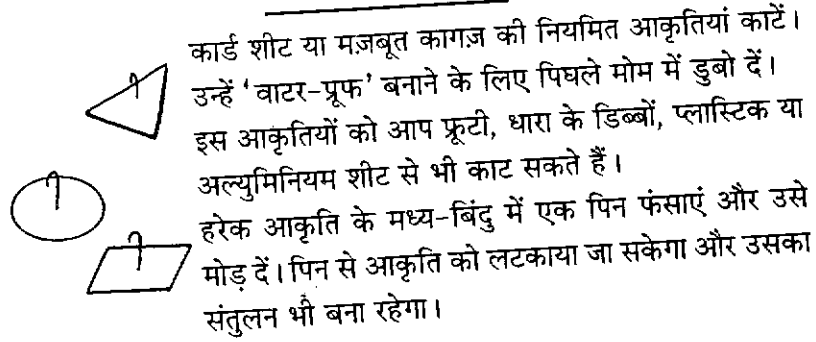 कार्ड शीट या मज़बूत कागज़ की नियमित आकृतियां काटें।
उन्हें ‘वाटर-प्रूफ’ बनाने के लिए पिघले मोम में डुबो दें।
इस आकृतियों को आप फ्रूटी, धारा के डिब्बों, प्लास्टिक या
अल्युमिनियम शीट से भी काट सकते हैं।
हरेक आकृति के मध्य-बिंदु में एक पिन फंसाएं और उसे
मोड़ दें। पिन से आकृति को लटकाया जा सकेगा और उसका
संतुलन भी बना रहेगा।